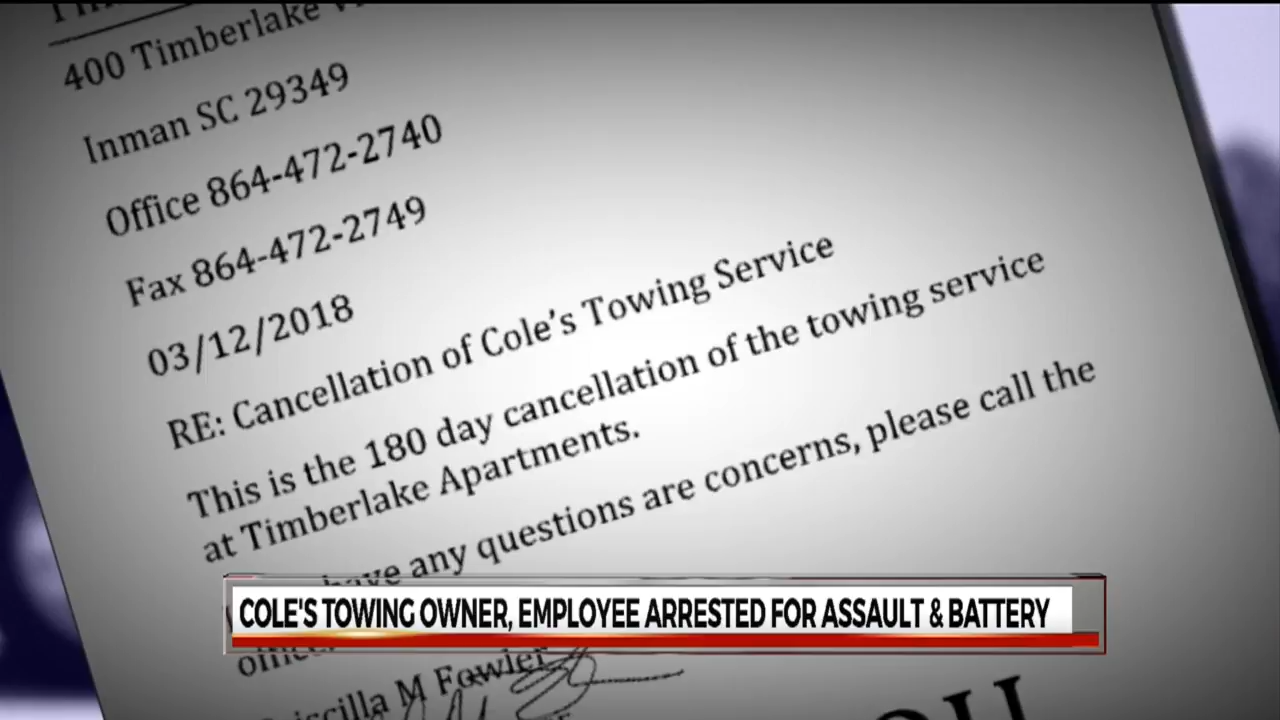 400 Timberlake
Inman SC 29349
Office 864-472-2740
Fax 864-472-2749
03/12/2018
RE: Cancellation of Cole's Towing Service
This is the 180 day cancellation of the towing service
at Timberlake Apartments.
have any questions are concerns, please call the
COLE'S TOWING OWNER, EMPLOYEE ARRESTED FOR ASSAULT & BATTERY
M Fowler